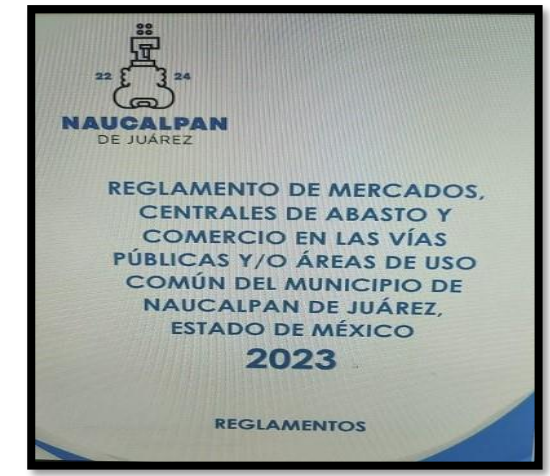 22 24
NAUCALPAN
DE JUÁREZ
REGLAMENTO DE MERCADOS,
CENTRALES DE ABASTO Y
COMERCIO EN LAS VÍAS
PÚBLICAS Y/O ÁREAS DE USO
COMÚN DEL MUNICIPIO DE
NAUCALPAN DE JUÁREZ,
ESTADO DE MÉXICO
2023
REGLAMENTOS